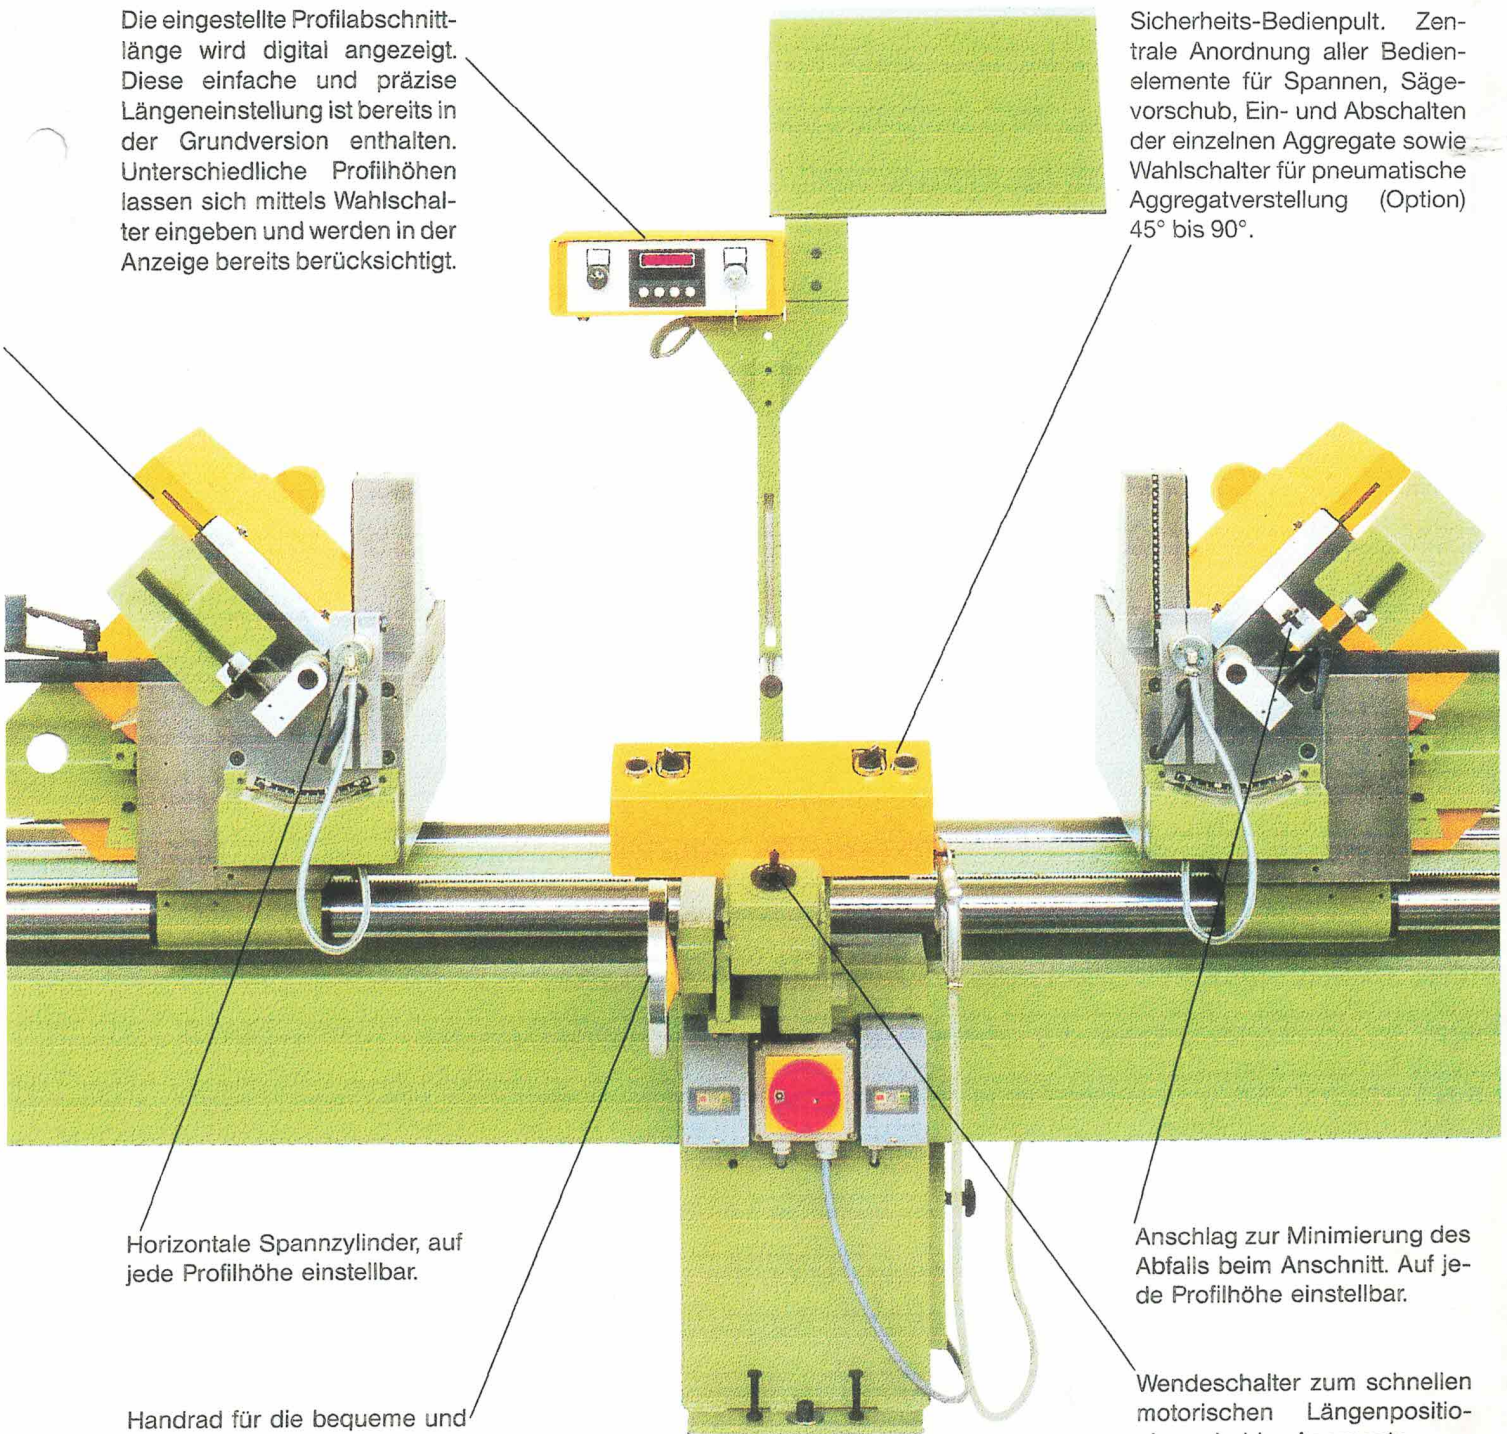 Die eingestellte Profilabschnitt-
länge wird digital angezeigt.
Diese einfache und präzise
Längeneinstellung ist bereits in
der Grundversion enthalten.
Unterschiedliche Profilhöhen
lassen sich mittels Wahlschal-
ter eingeben und werden in der
Anzeige bereits berücksichtigt.
Sicherheits-Bedienpult. Zen-
trale Anordnung aller Bedien-
elemente für Spannen, Säge-
vorschub, Ein- und Abschalten
der einzelnen Aggregate sowie
Wahlschalter für pneumatische
Aggregatverstellung (Option)
45° bis 90°.
Horizontale Spannzylinder, auf
jede Profilhöhe einstellbar.
Anschlag zur Minimierung des
Abfalls beim Anschnitt. Auf je-
de Profilhöhe einstellbar.
Handrad für die bequeme und
Wendeschalter zum schnellen
motorischen Längenpositio-